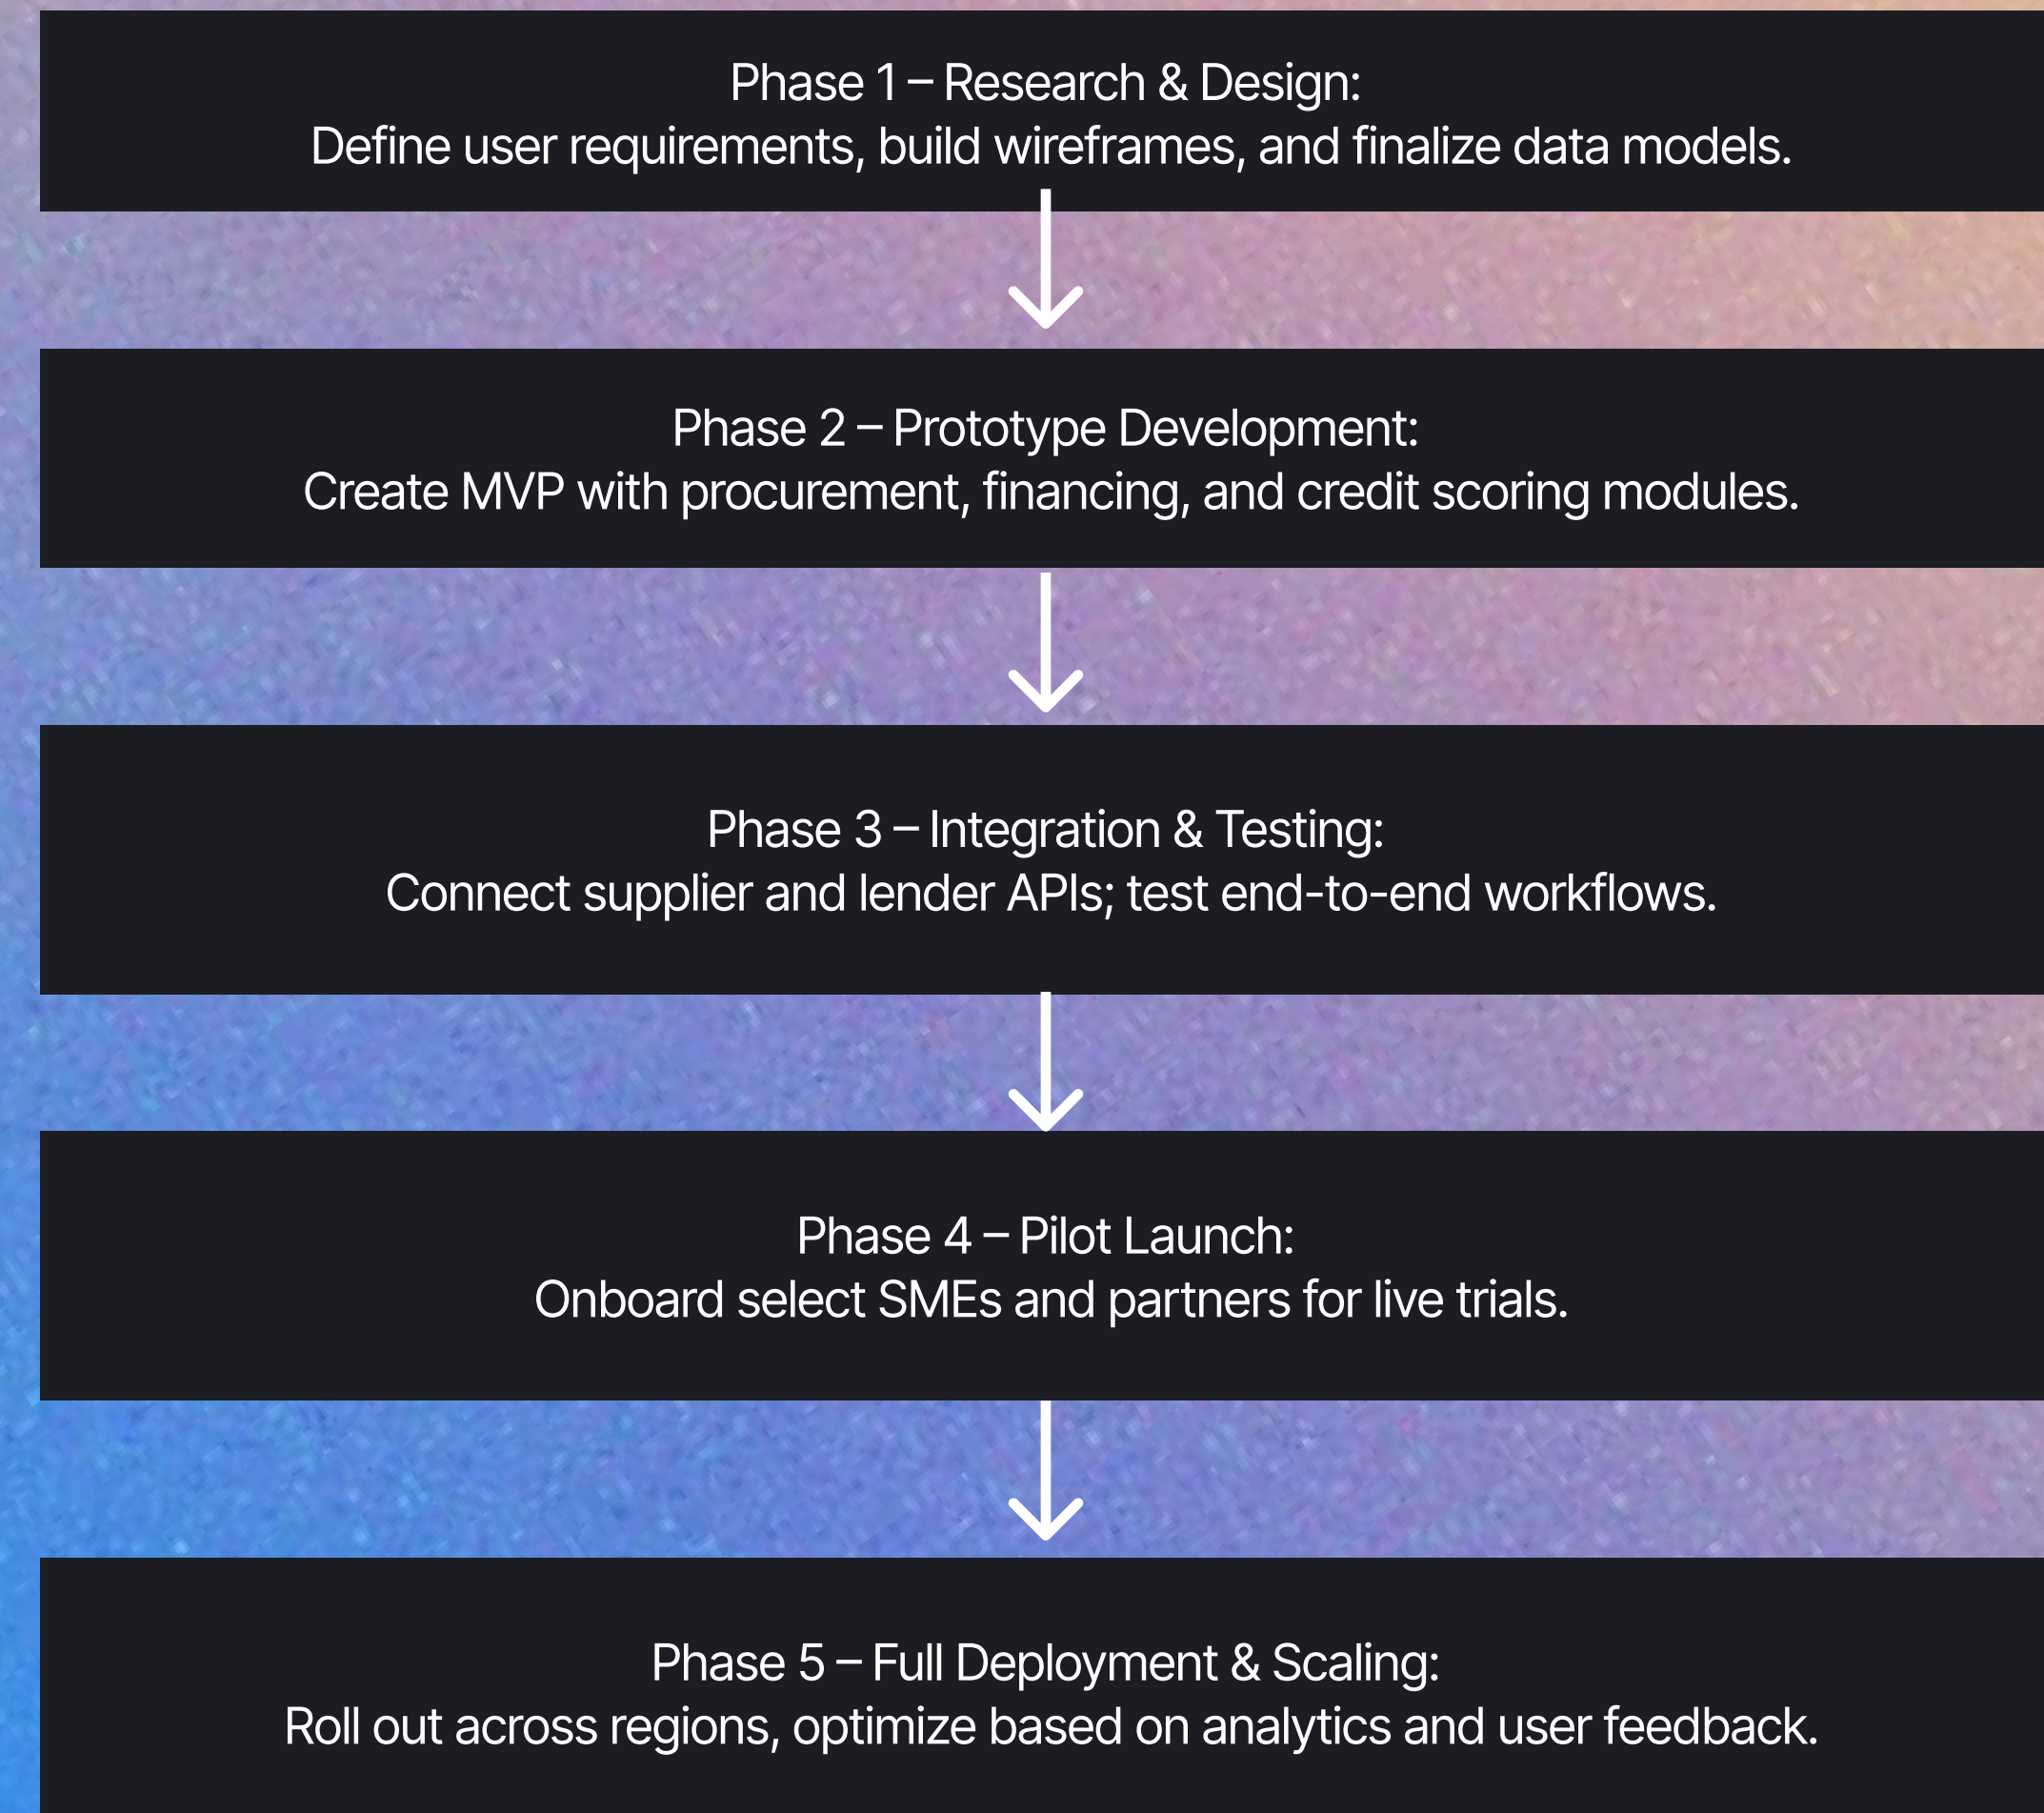 Phase 1 – Research & Design:
Define user requirements, build wireframes, and finalize data models.
Phase 2 – Prototype Development:
Create MVP with procurement, financing, and credit scoring modules.
Phase 3 – Integration & Testing:
Connect supplier and lender APIs; test end-to-end workflows.
Phase 4 – Pilot Launch:
Onboard select SMEs and partners for live trials.
Phase 5 – Full Deployment & Scaling:
Roll out across regions, optimize based on analytics and user feedback.